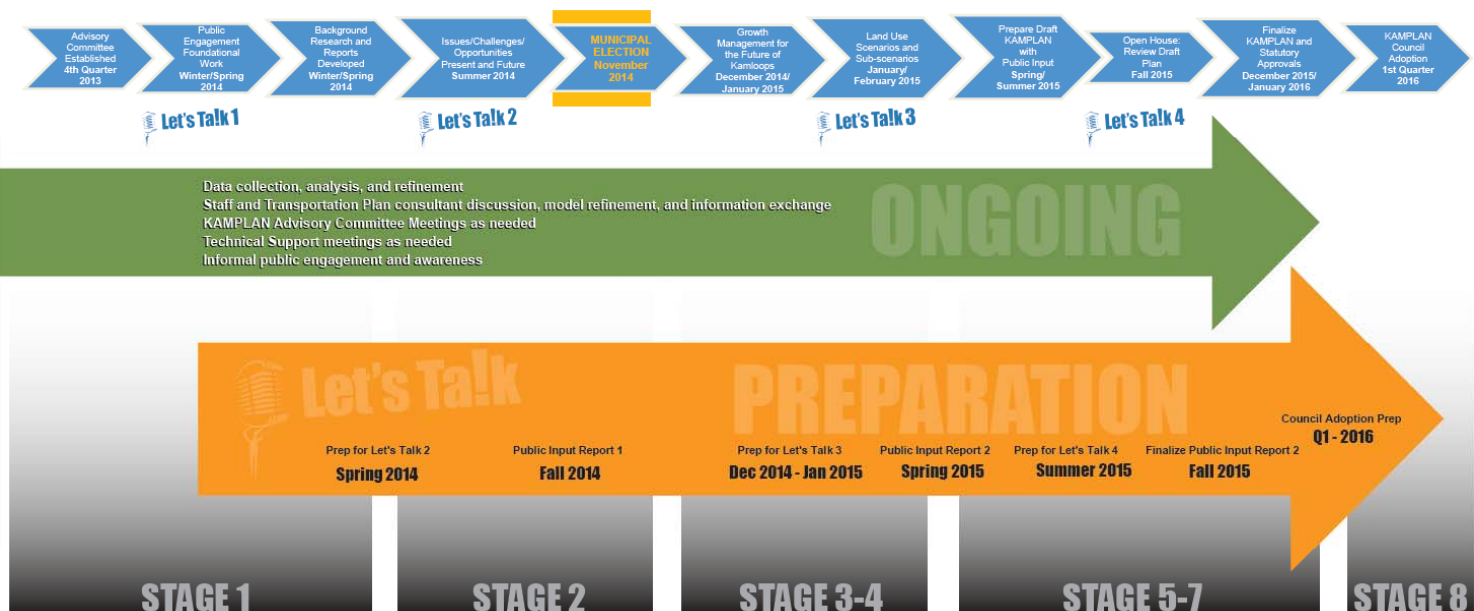 Advisory
Committee
Established
4th Quarter
2013
Public
Engagement
Foundational
Work
Winter/Spring
2014
Background
Research and
Reports
Developed
Winter/Spring
2014
Issues/Challenges/
Opportunities
Present and Future
Summer 2014
MUNICIPAL
ELECTION
November
2014
Growth
Management for
the Future of
Kamloops
December 2014/
January 2015
Land Use
Scenarios and
Sub-scenarios
January/
February 2015
Prepare Draft
KAMPLAN
with
Public Input
Spring/
Summer 2015
Open House:
Review Draft
Plan
Fall 2015
Finalize
KAMPLAN and
Statutory
Approvals
December 2015/
January 2016
KAMPLAN
Council
Adoption
1st Quarter
2016
Let's Ta!k 1
Let's Ta!k 2
Let's Ta!k 3
Let's Ta!k 4
Data collection, analysis, and refinement
Staff and Transportation Plan consultant discussion, model refinement, and information exchange
KAMPLAN Advisory Committee Meetings as needed
Technical Support meetings as needed
Informal public engagement and awareness
ONGOING
Let's Ta!k
PREPARATION
Prep for Let's Talk 2
Spring 2014
Public Input Report 1
Fall 2014
Prep for Let's Talk 3
Dec 2014 - Jan 2015
Public Input Report 2
Spring 2015
Prep for Let's Talk 4
Summer 2015
Finalize Public Input Report 2
Fall 2015
Council Adoption Prep
Q1 - 2016
STAGE 1
STAGE 2
STAGE 3-4
STAGE 5-7
STAGE 8